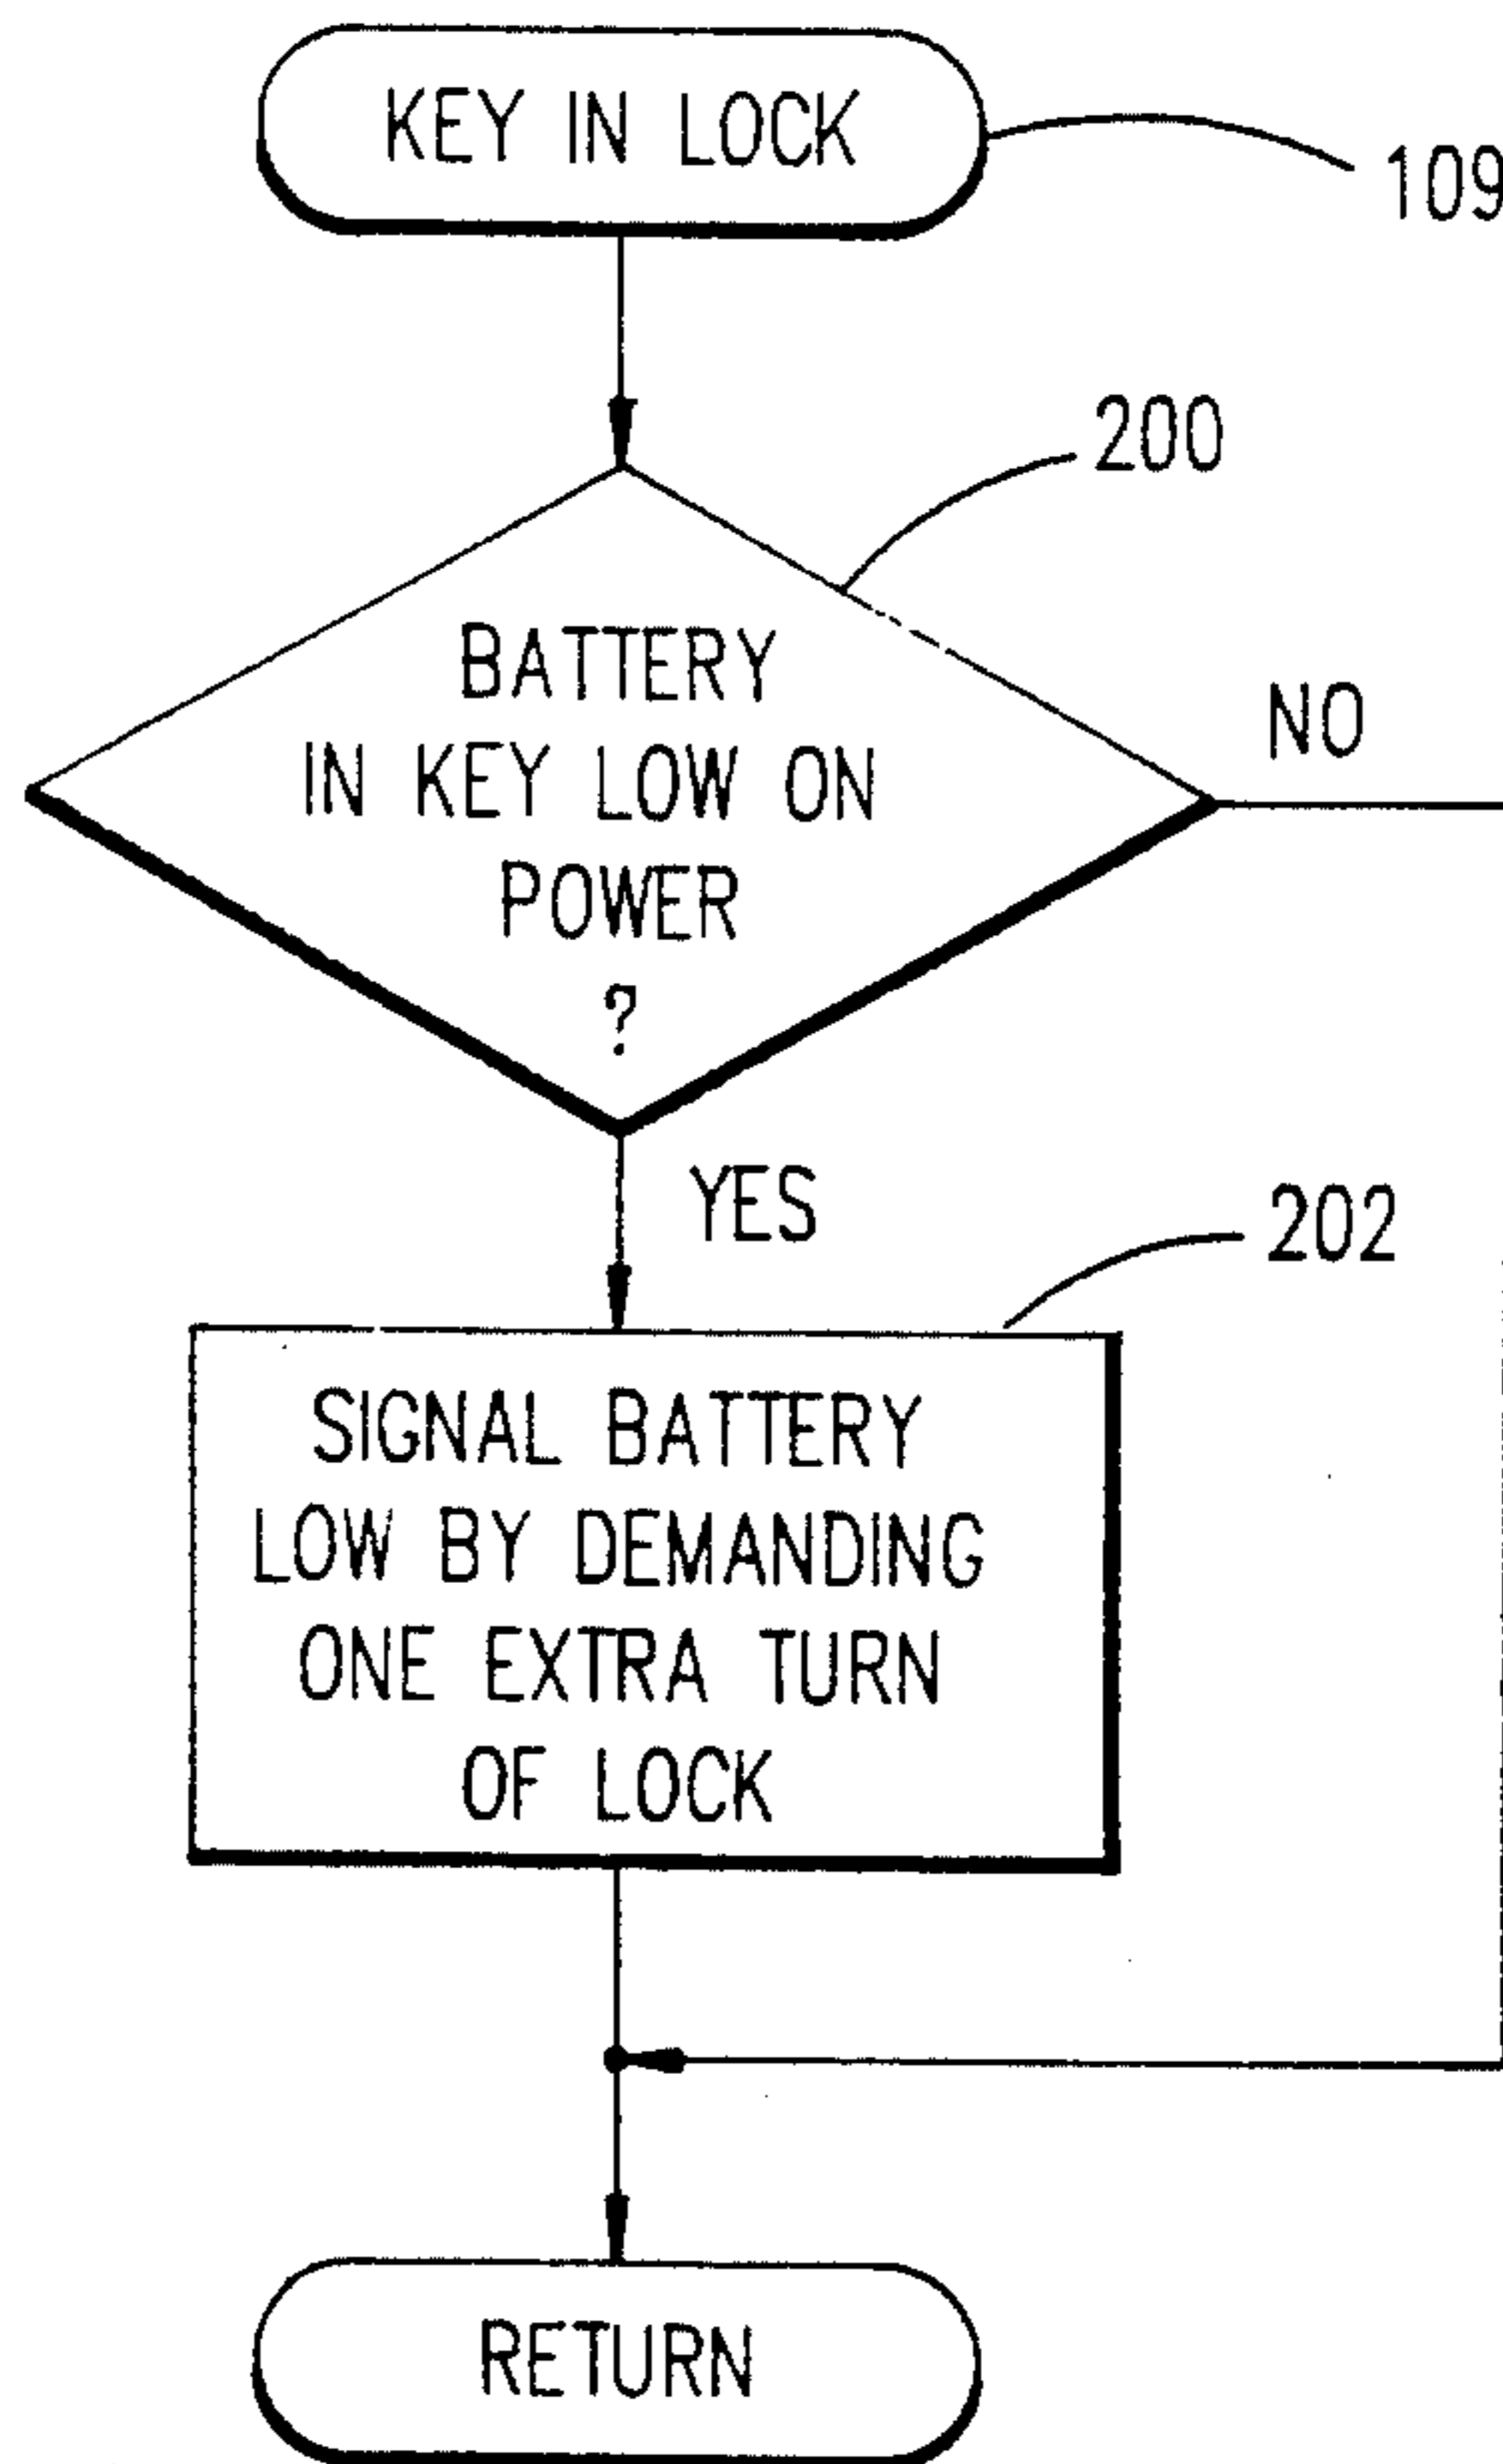 KEY IN LOCK
109
200
BATTERY
IN KEY LOW ON
POWER
?
NO
YES
202
SIGNAL BATTERY
LOW BY DEMANDING
ONE EXTRA TURN
OF LOCK
RETURN